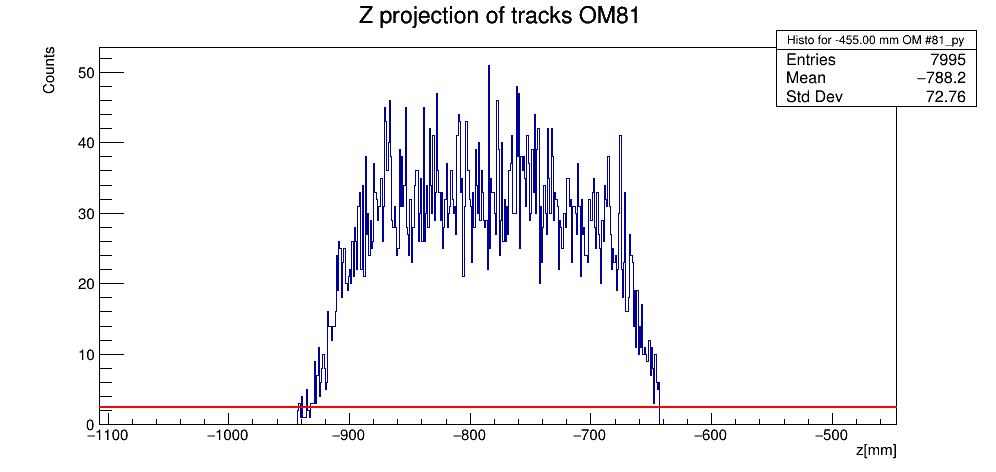 Z projection of tracks OM81
Histo for -455.00 mm OM #81_py
Entries 7995
Mean −788.2
Std Dev 72.76
Counts
50
40
30
20
10
0
−1100 −1000 −900 −800 −700 −600 −500
z[mm]